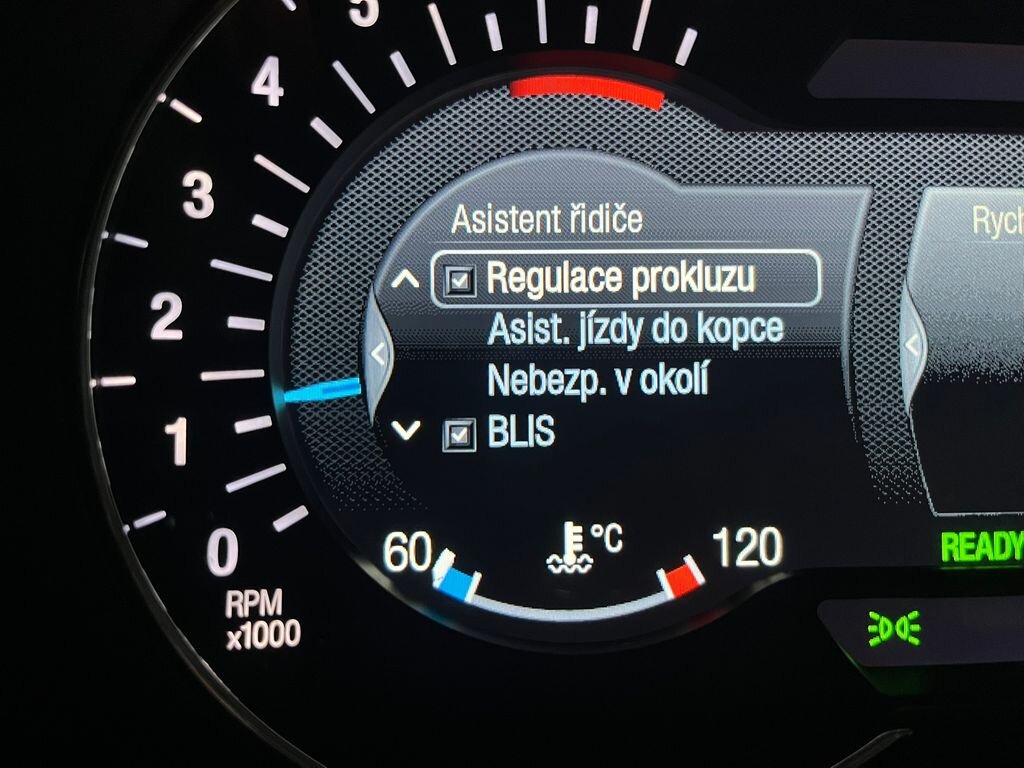 5
4
3
2
1
0
RPM
x1000
Asistent řidiče
Regulace prokluzu
Asist. jízdy do kopce
Nebezp. v okolí
BLIS
60
°C
120
READY